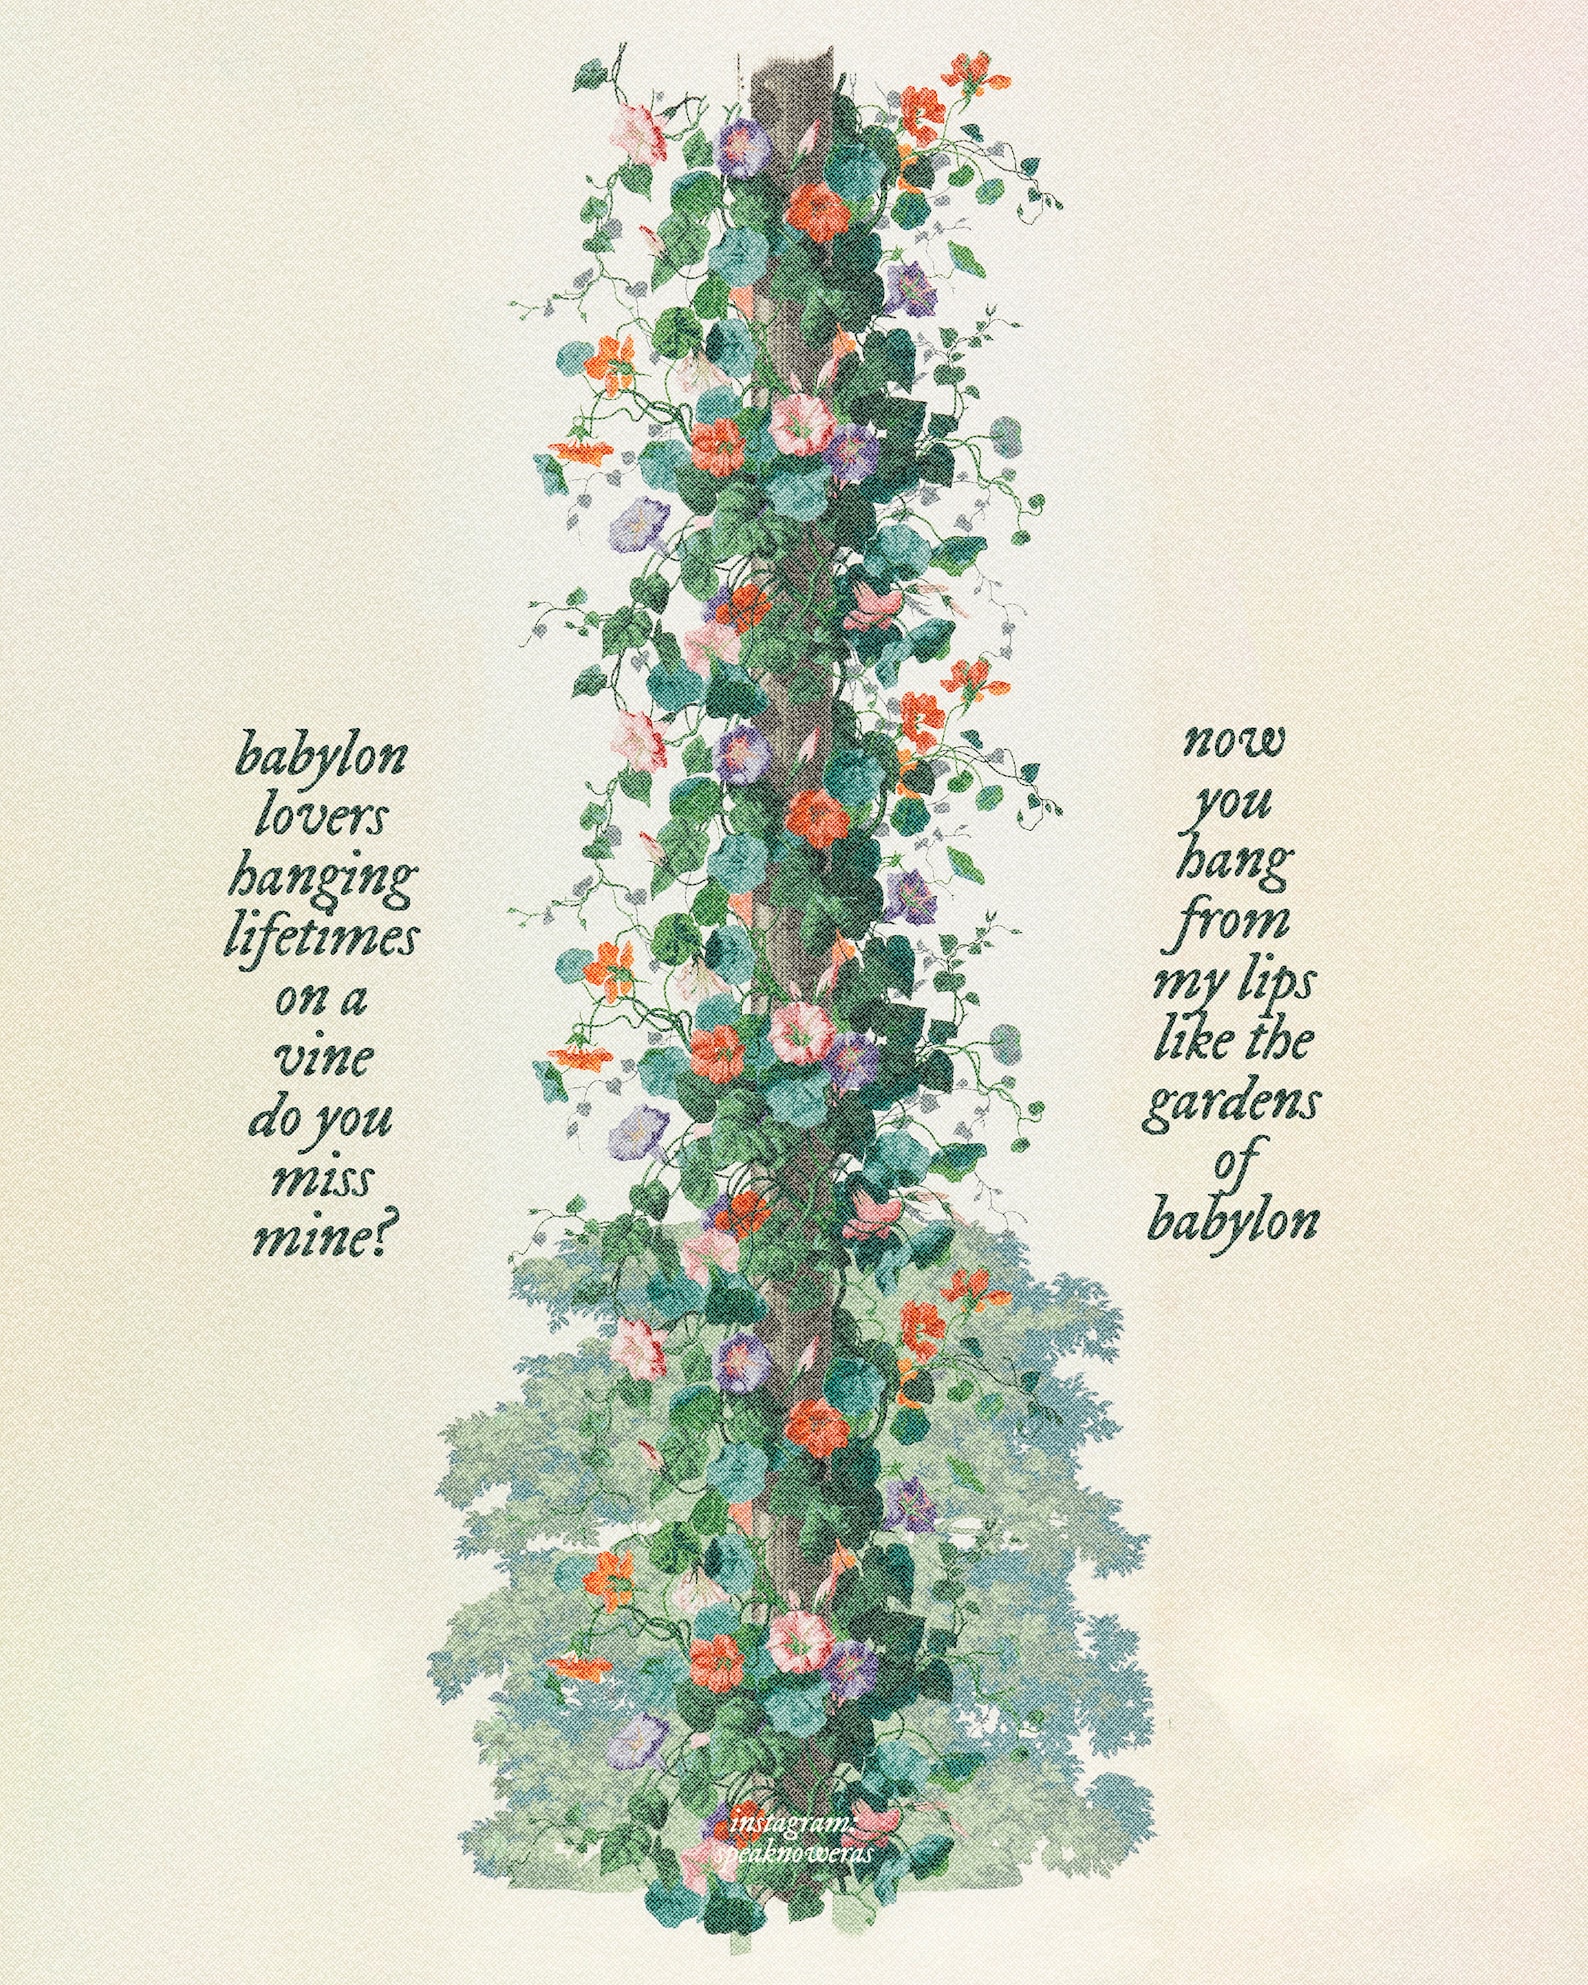 babylon
lovers
hanging
lifetimes
on a
vine
do you
miss
mine?
now
you
hang
from
my lips
like the
gardens
of
babylon
instagram:
speaknoweras